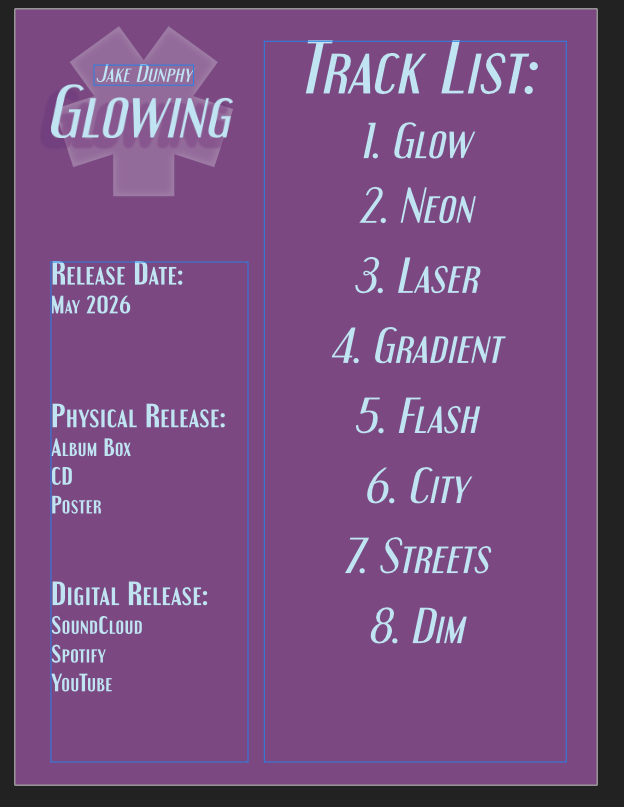 Jake Dunphy
Glowing
Release Date:
May 2026
Physical Release:
Album Box
CD
Poster
Digital Release:
SoundCloud
Spotify
YouTube
Track List:
1. Glow
2. Neon
3. Laser
4. Gradient
5. Flash
6. City
7. Streets
8. Dim